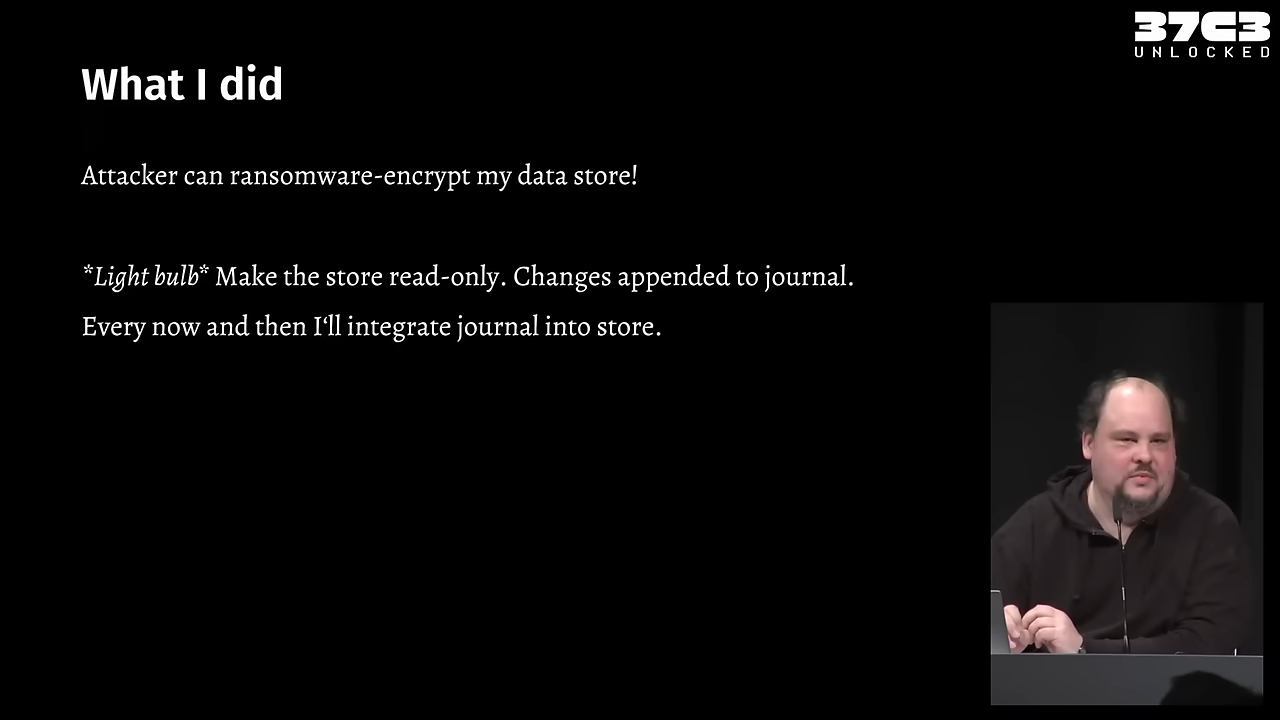 37C3
UNLOCKED
What I did
Attacker can ransomware-encrypt my data store!
*Light bulb* Make the store read-only. Changes appended to journal.
Every now and then I‘ll integrate journal into store.